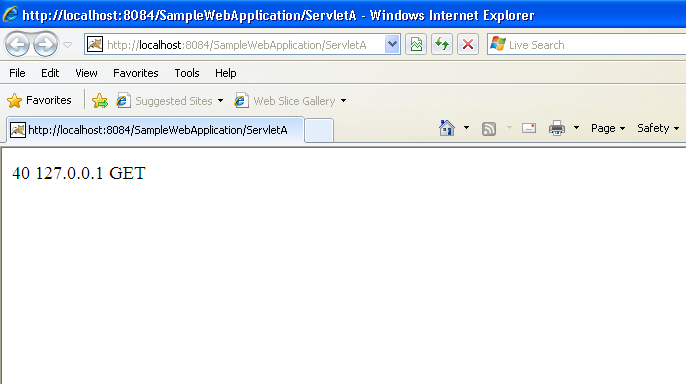 http://localhost:8084/SampleWebApplication/ServletA - Windows Internet Explorer
http://localhost:8084/SampleWebApplication/ServletA Live Search
File Edit View Favorites Tools Help
Favorites Suggested Sites Web Slice Gallery
http://localhost:8084/SampleWebApplication/ServletA Page Safety
40 127.0.0.1 GET